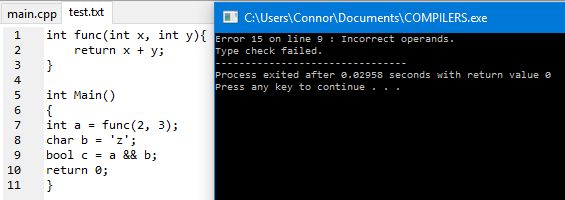 main.cpp test.txt
1 int func(int x, int y){
2 return x + y;
3 }
4
5 int Main()
6 {
7 int a = func(2, 3);
8 char b = 'z';
9 bool c = a && b;
10 return 0;
11 }
C:\Users\Connor\Documents\COMPILERS.exe
Error 15 on line 9 : Incorrect operands.
Type check failed.
--------------------------------
Process exited after 0.02958 seconds with return value 0
Press any key to continue . . .